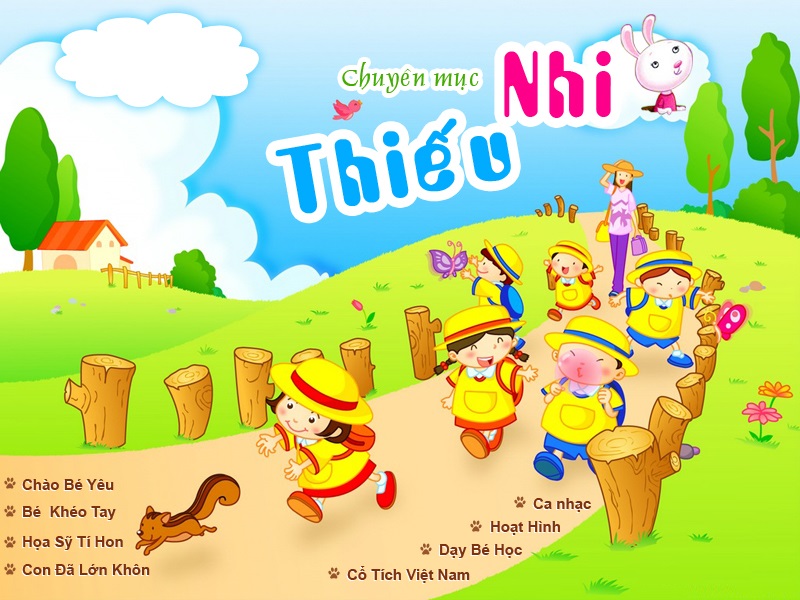 Chuyên mục
Thiếu Nhi
Chào Bé Yêu
Bé Khéo Tay
Họa Sỹ Tí Hon
Con Đã Lớn Khôn
Ca nhạc
Hoạt Hình
Dạy Bé Học
Cổ Tích Việt Nam